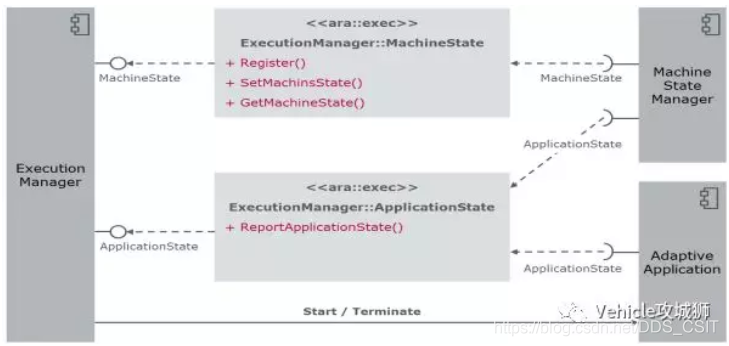 <<ara::exec>>
ExecutionManager::MachineState
+ Register()
+ SetMachinsState()
+ GetMachineState()
MachineState
MachineState
Machine
State
Manager
ApplicationState
Execution
Manager
<<ara::exec>>
ExecutionManager::ApplicationState
+ ReportApplicationState()
ApplicationState
ApplicationState
Adaptive
Application
Start / Terminate
Vehicle攻城狮
https://blog.csdn.net/DDS_CSIT